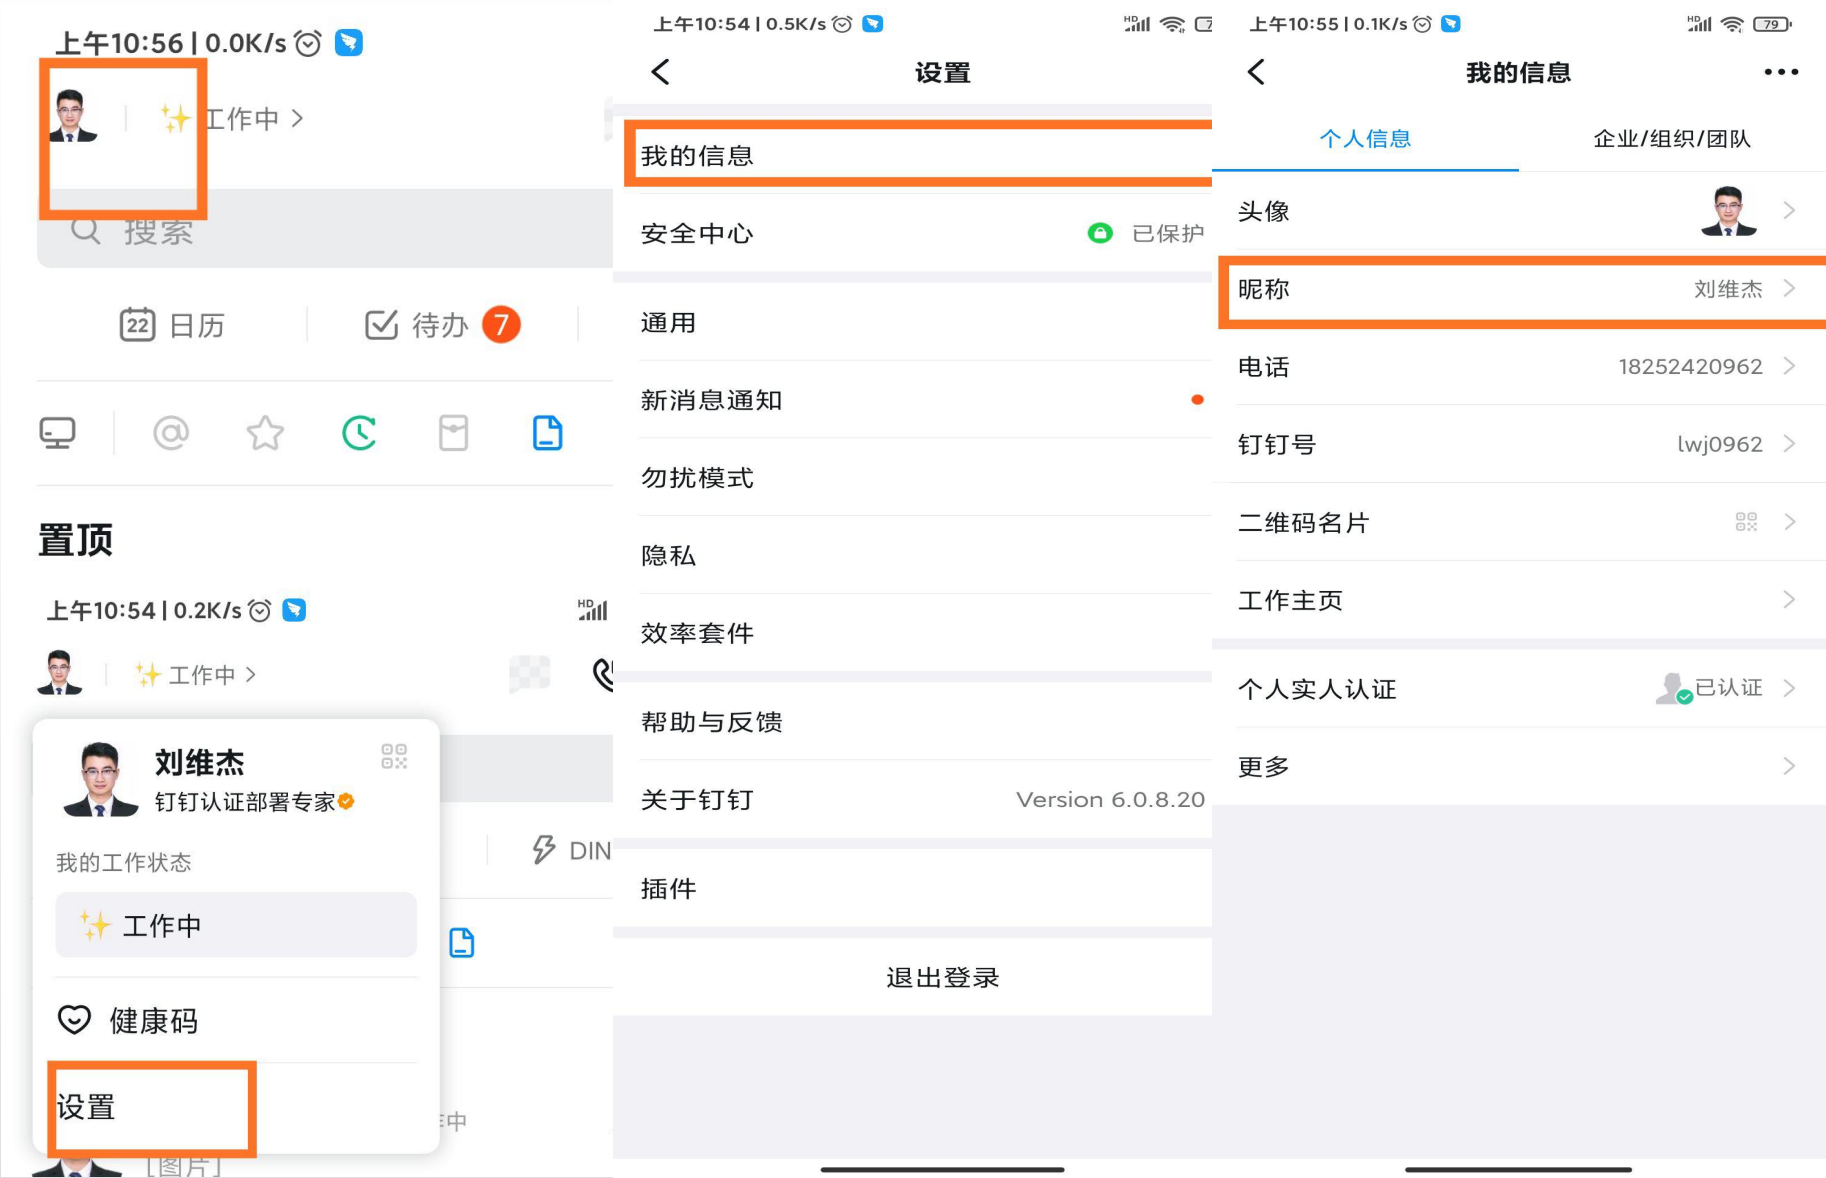 上午10:56 | 0.0K/s
工作中
搜索
22 日历
待办 7
置顶
上午10:54 | 0.2K/s HD
工作中
刘维杰
钉钉认证部署专家
我的工作状态
工作中
DIN
健康码
设置
中
[图片]
上午10:54 | 0.5K/s HD 7
设置
我的信息
安全中心 已保护
通用
新消息通知
勿扰模式
隐私
效率套件
帮助与反馈
关于钉钉 Version 6.0.8.20
插件
退出登录
上午10:55 | 0.1K/s HD 79
我的信息
个人信息 企业/组织/团队
头像
昵称 刘维杰
电话 18252420962
钉钉号 lwj0962
二维码名片
工作主页
个人实人认证 已认证
更多